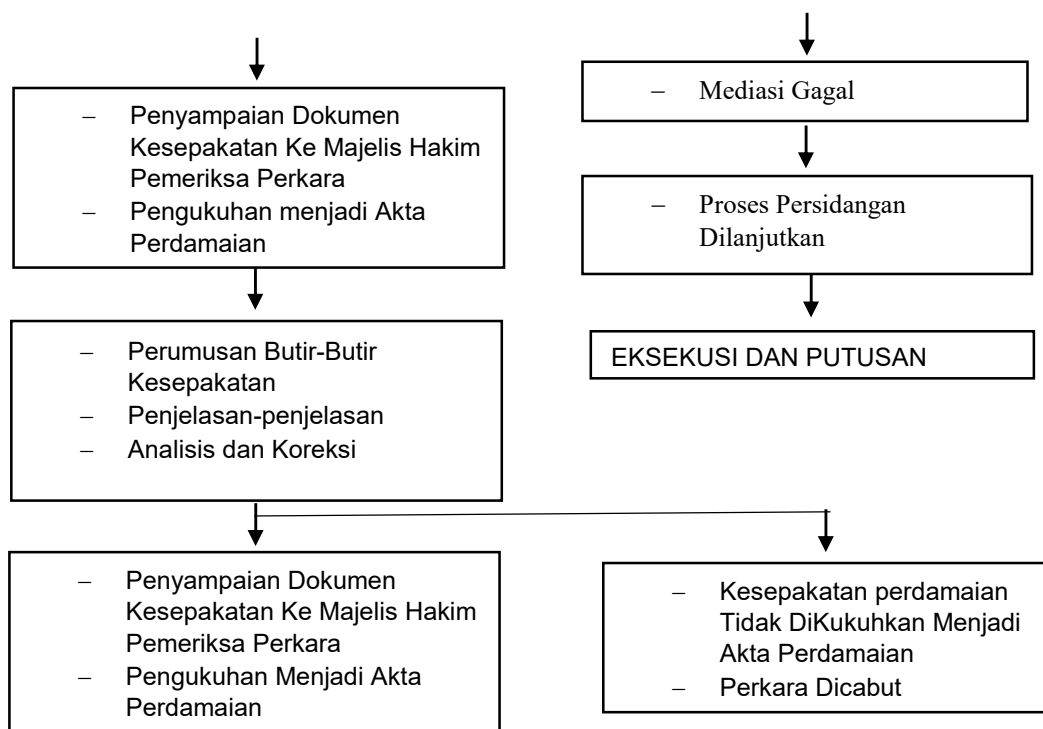 – Penyampaian Dokumen
Kesepakatan Ke Majelis Hakim
Pemeriksa Perkara
– Pengukuhan menjadi Akta
Perdamaian
– Mediasi Gagal
– Proses Persidangan
Dilanjutkan
– Perumusan Butir-Butir
Kesepakatan
– Penjelasan-penjelasan
– Analisis dan Koreksi
EKSEKUSI DAN PUTUSAN
– Penyampaian Dokumen
Kesepakatan Ke Majelis Hakim
Pemeriksa Perkara
– Pengukuhan Menjadi Akta
Perdamaian
– Kesepakatan perdamaian
Tidak DiKukuhkan Menjadi
Akta Perdamaian
– Perkara Dicabut